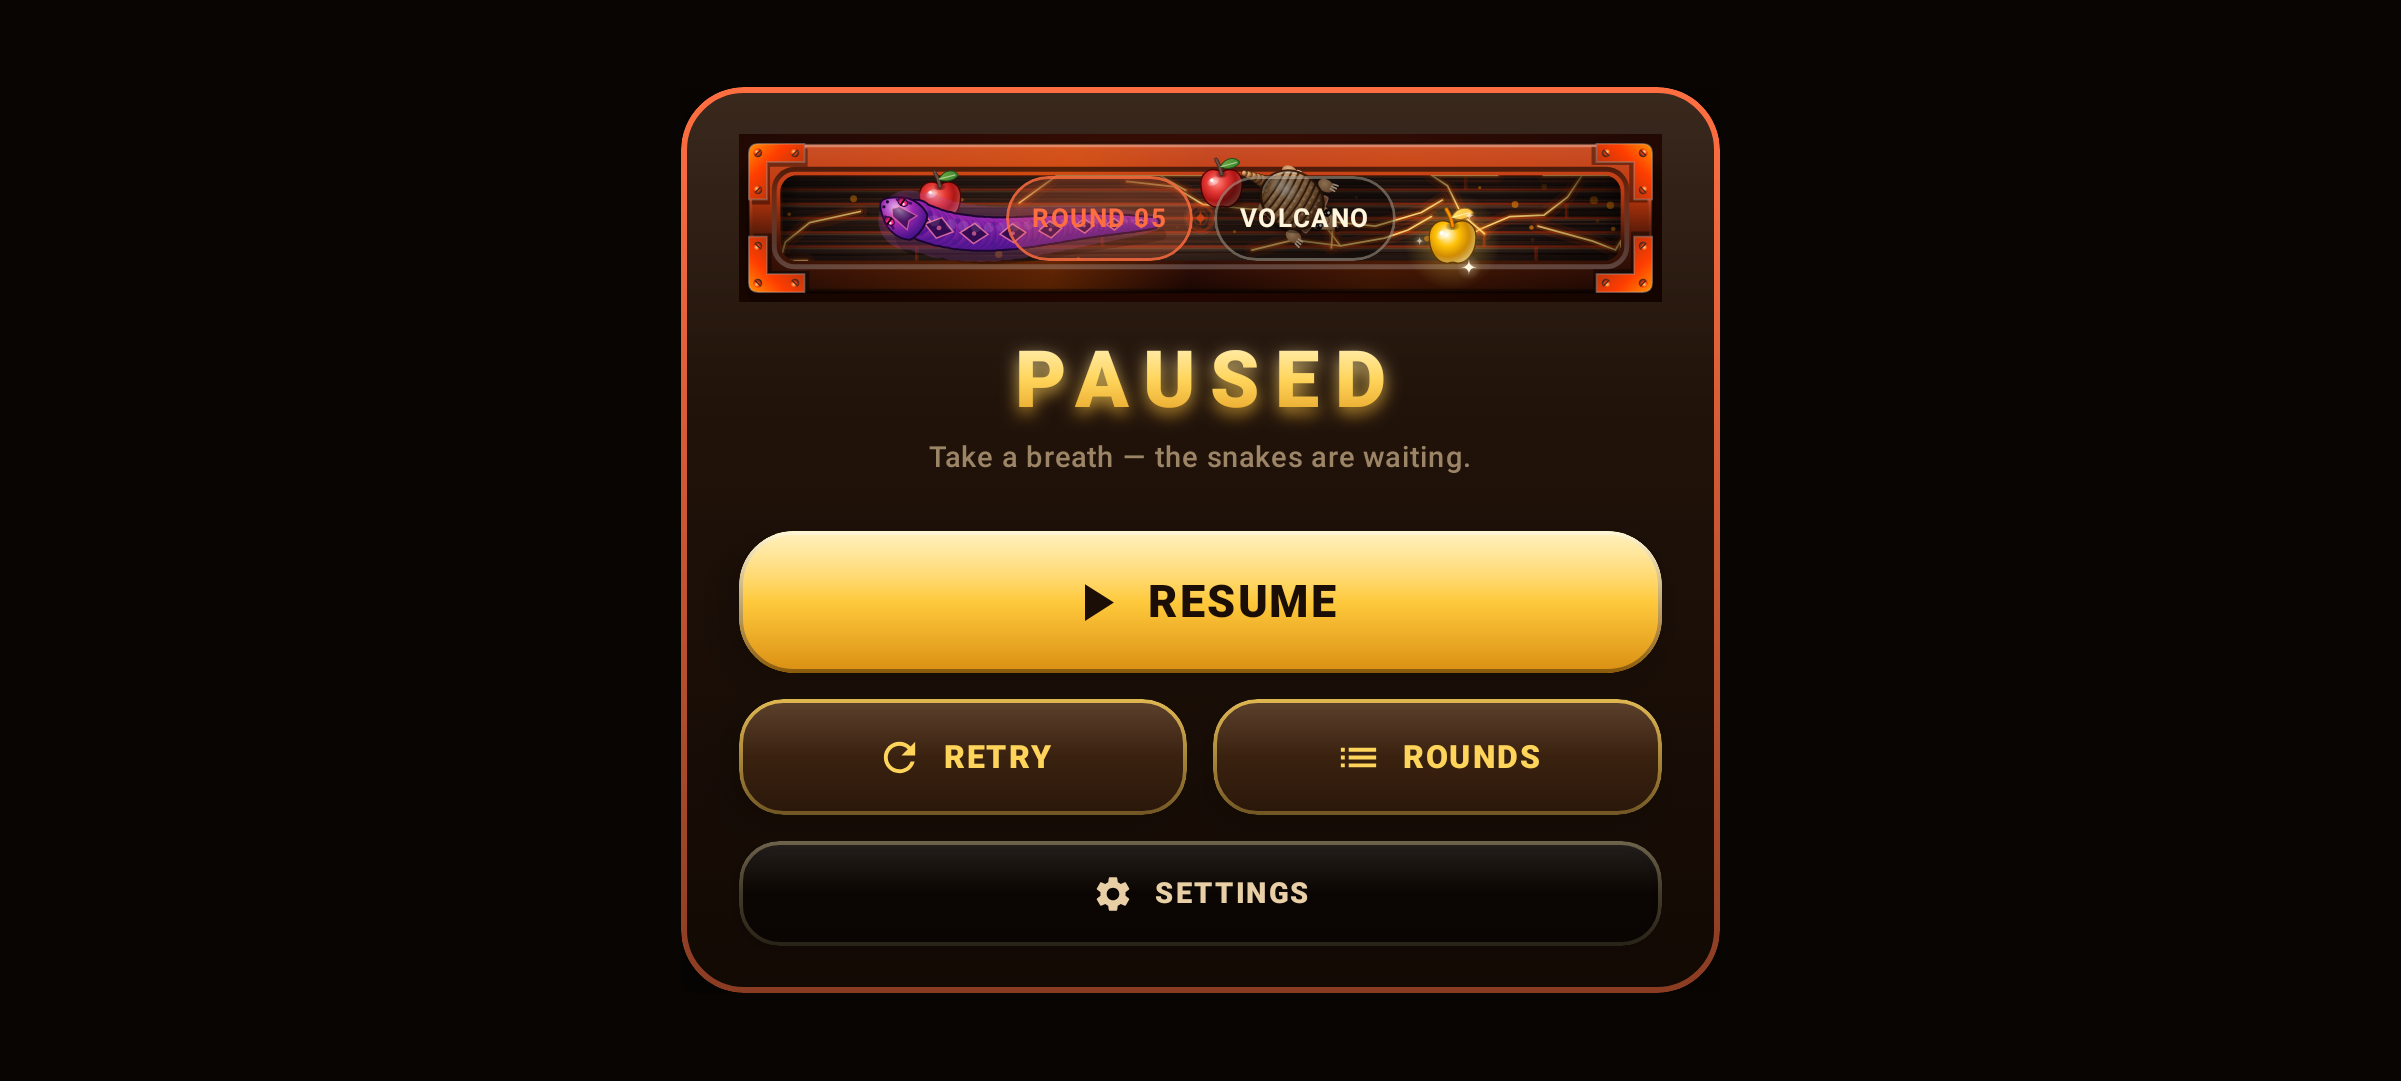 ROUND 05 VOLCANO
PAUSED
Take a breath — the snakes are waiting.
RESUME
RETRY ROUNDS
SETTINGS